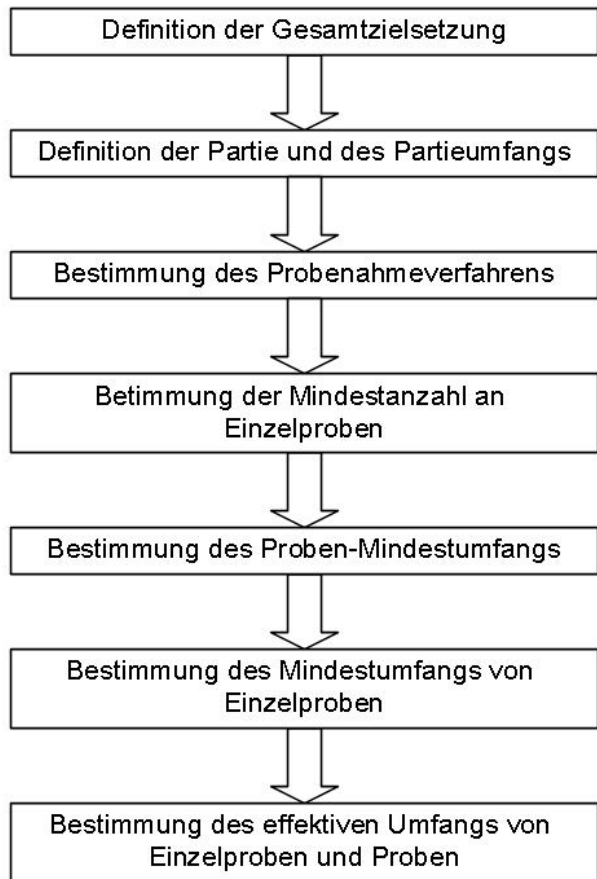 Definition der Gesamtzielsetzung
Definition der Partie und des Partieumfangs
Bestimmung des Probenahmeverfahrens
Betimmung der Mindestanzahl an
Einzelproben
Bestimmung des Proben-Mindestumfangs
Bestimmung des Mindestumfangs von
Einzelproben
Bestimmung des effektiven Umfangs von
Einzelproben und Proben